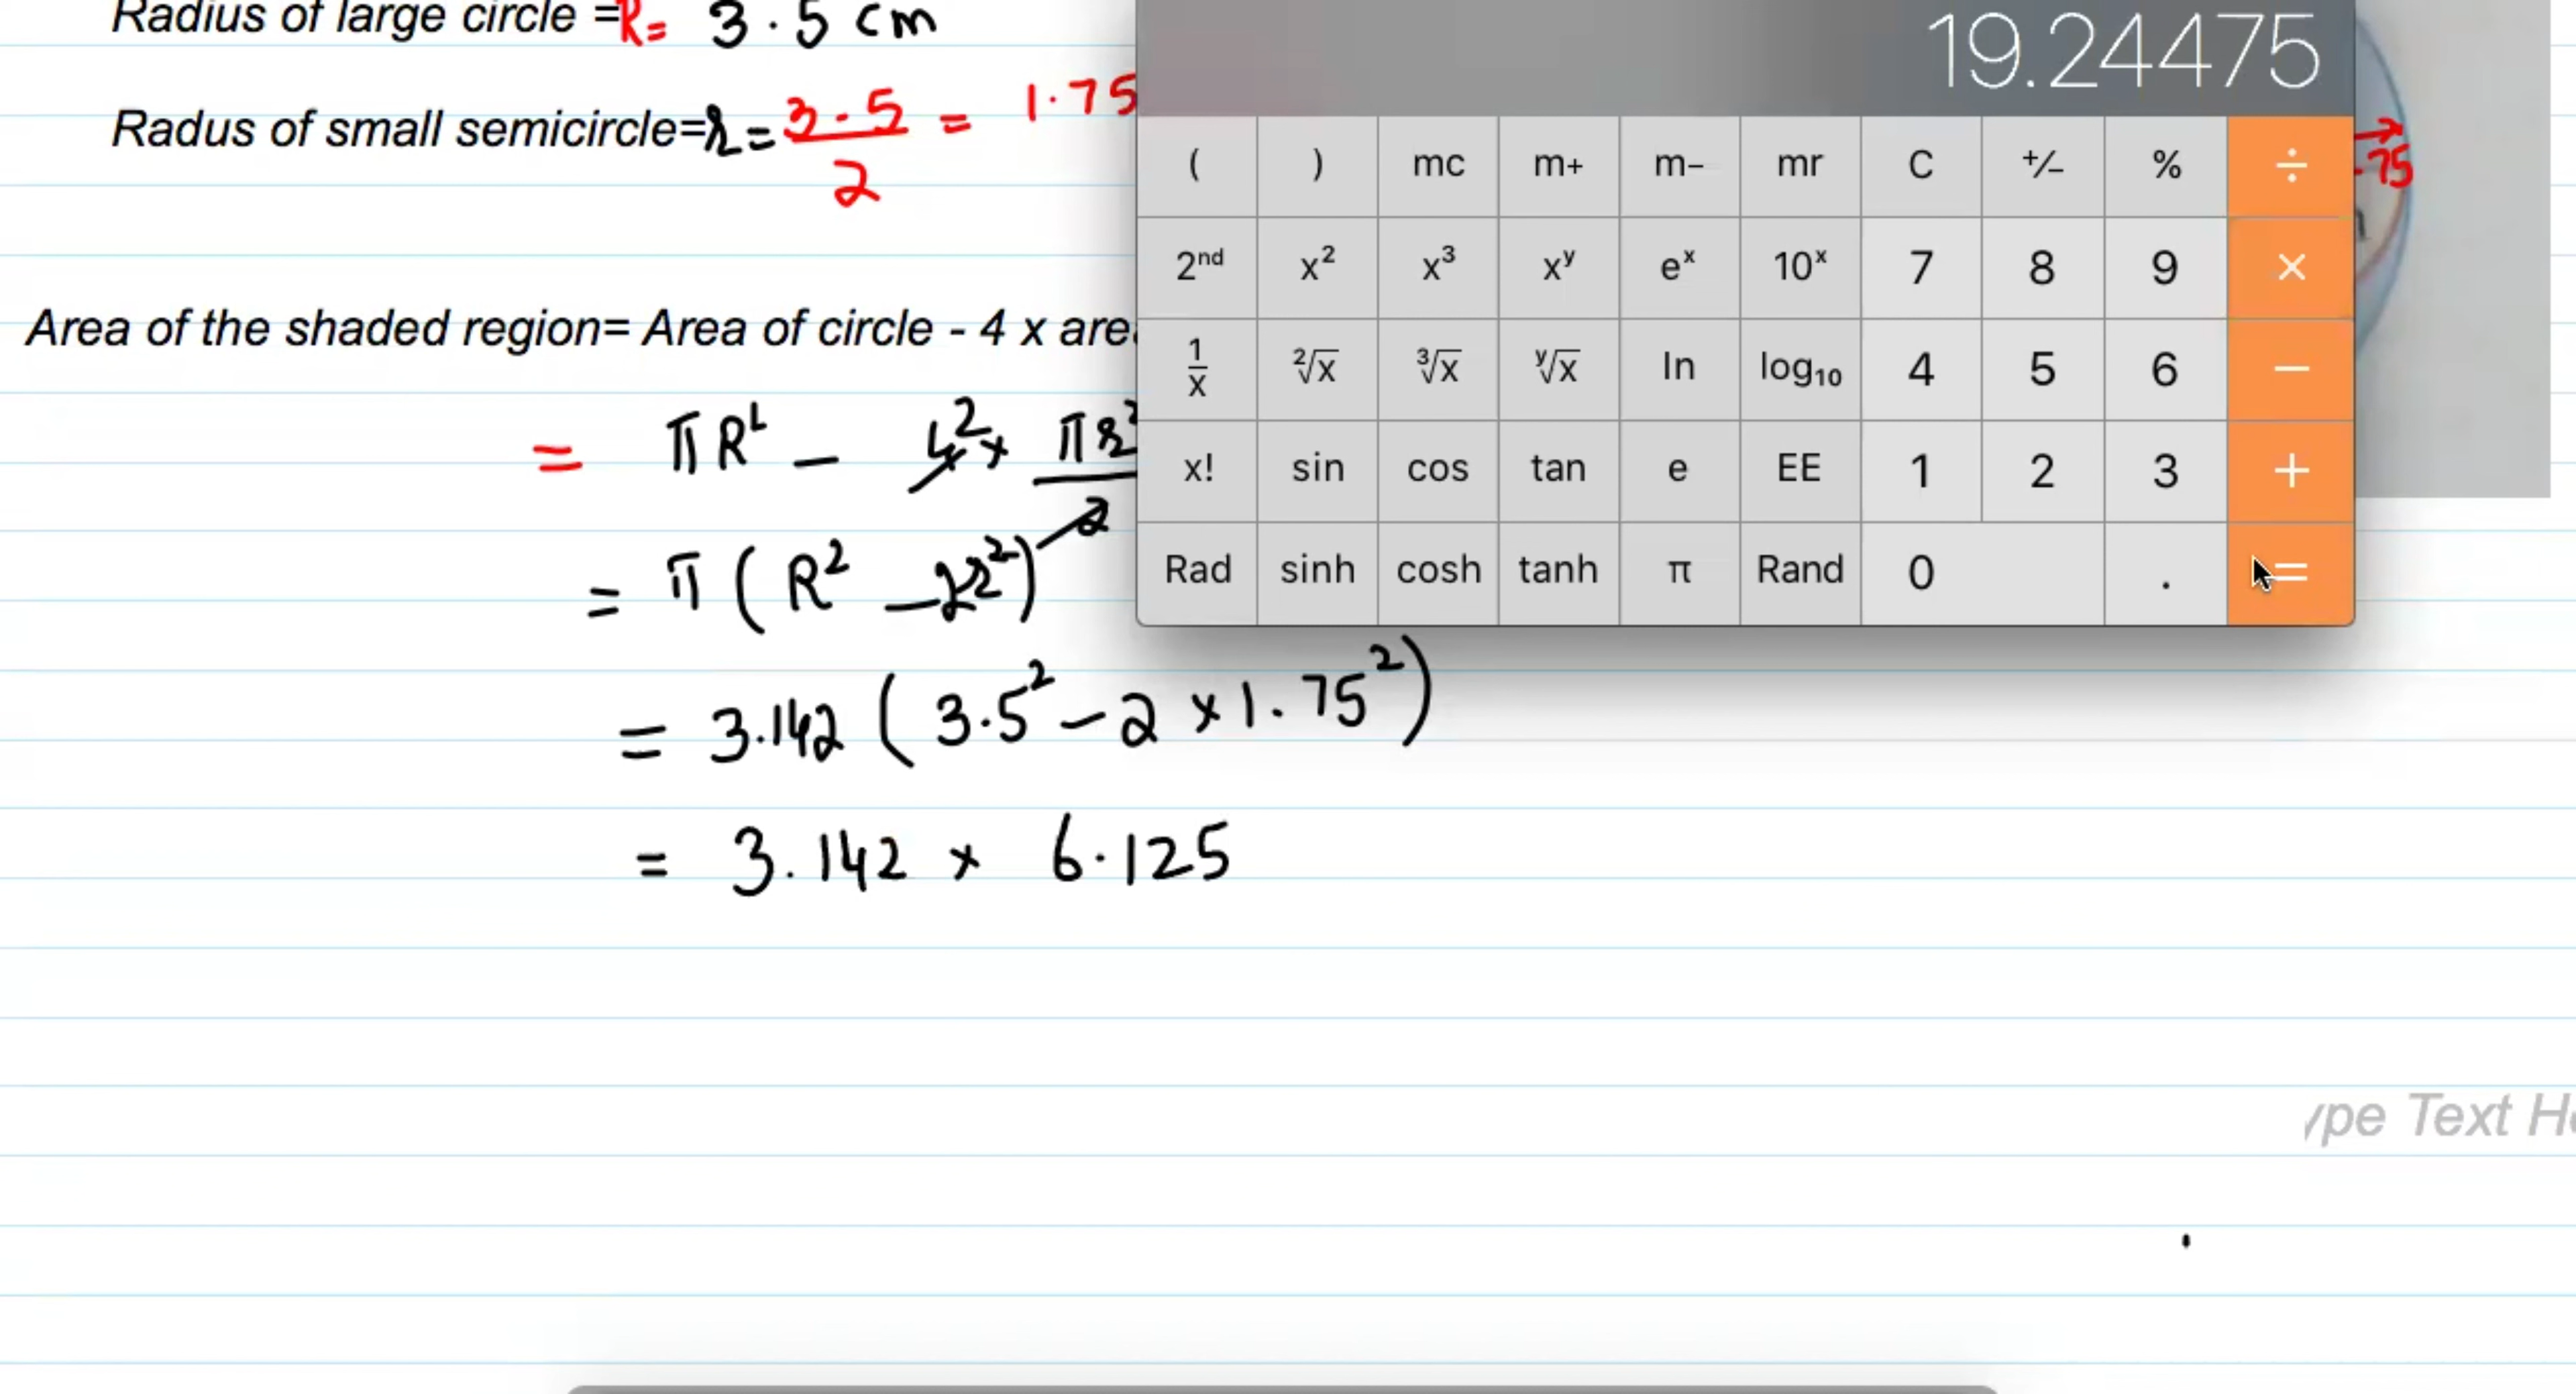 Radius of large circle =R= 3.5 cm
Radus of small semicircle=r=3.5/2 = 1.75
Area of the shaded region= Area of circle - 4 x
= πR² – 4² x πr²/2
= π ( R² – 2r²)
= 3.142 ( 3.5² – 2 x 1.75²)
= 3.142 x 6.125
19.24475
( ) mc m+ m- mr C +/- % ÷
2nd x² x³ xʸ eˣ 10ˣ 7 8 9 ×
1/x ²√x ³√x ʸ√x ln log₁₀ 4 5 6 −
x! sin cos tan e EE 1 2 3 +
Rad sinh cosh tanh π Rand 0 . =
.75
Text